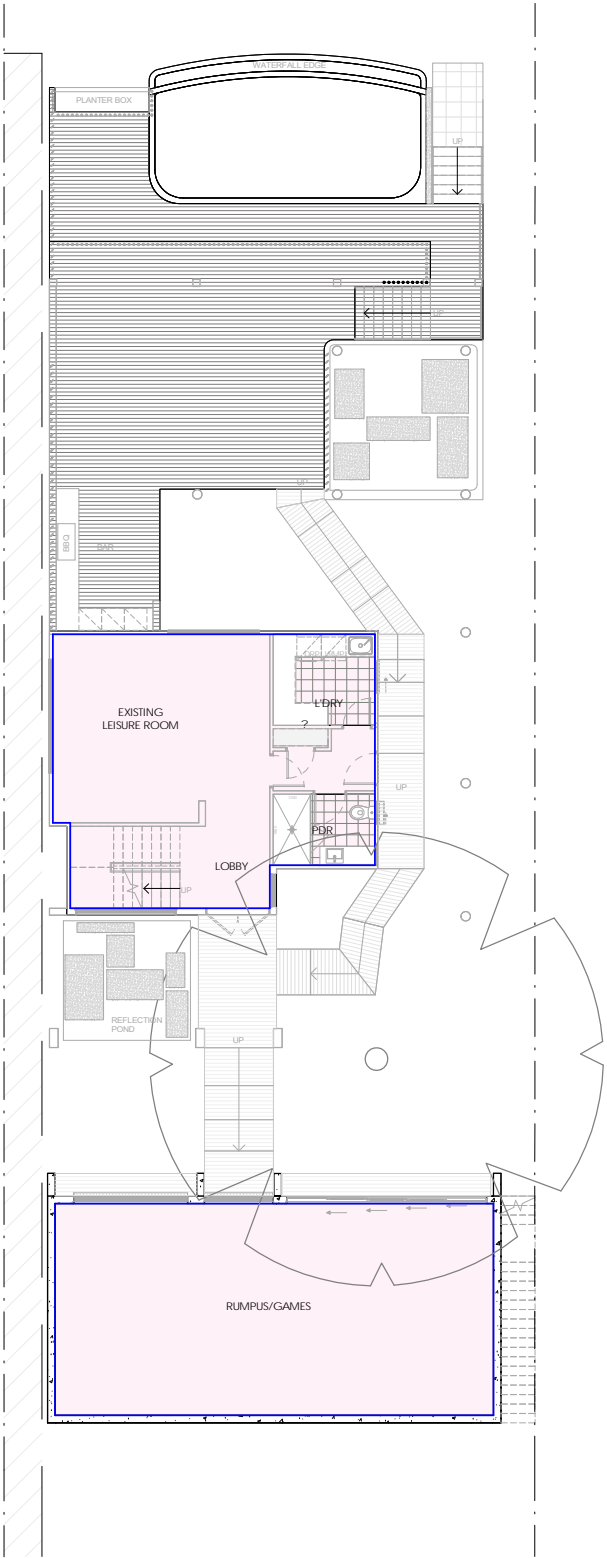 WATERFALL EDGE
PLANTER BOX
UP
UP
UP
BBQ
BAR
EXISTING
LEISURE ROOM
L'DRY
?
UP
PDR
LOBBY
UP
REFLECTION
POND
UP
RUMPUS/GAMES